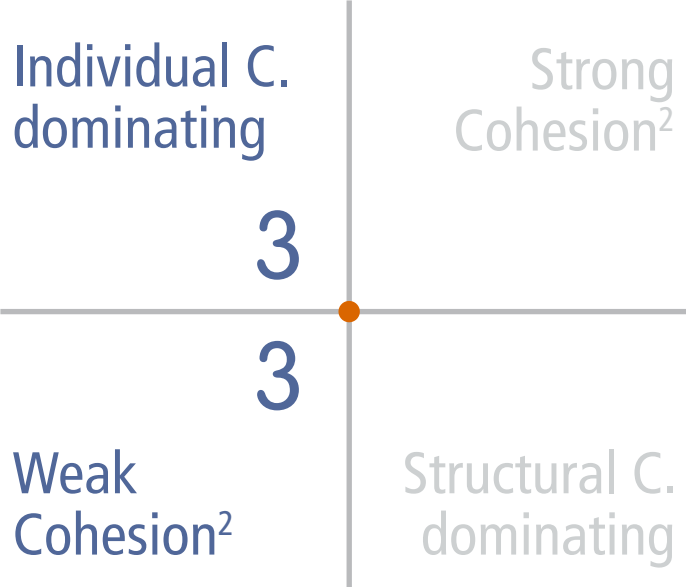 Individual C.
dominating
Strong
Cohesion²
3
3
Weak
Cohesion²
Structural C.
dominating